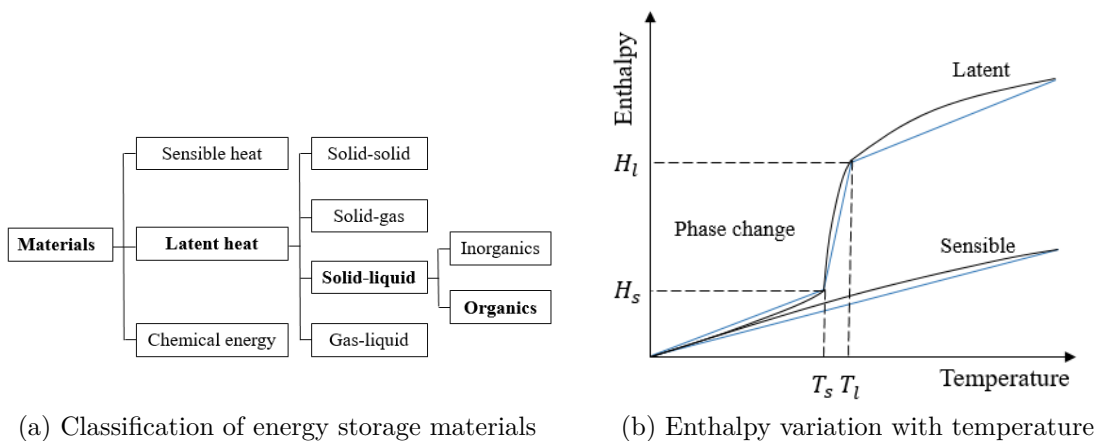 Materials
Sensible heat
Latent heat
Chemical energy
Solid-solid
Solid-gas
Solid-liquid
Gas-liquid
Inorganics
Organics
(a) Classification of energy storage materials
Enthalpy
Latent
H_l
Phase change
Sensible
H_s
T_s T_l
Temperature
(b) Enthalpy variation with temperature